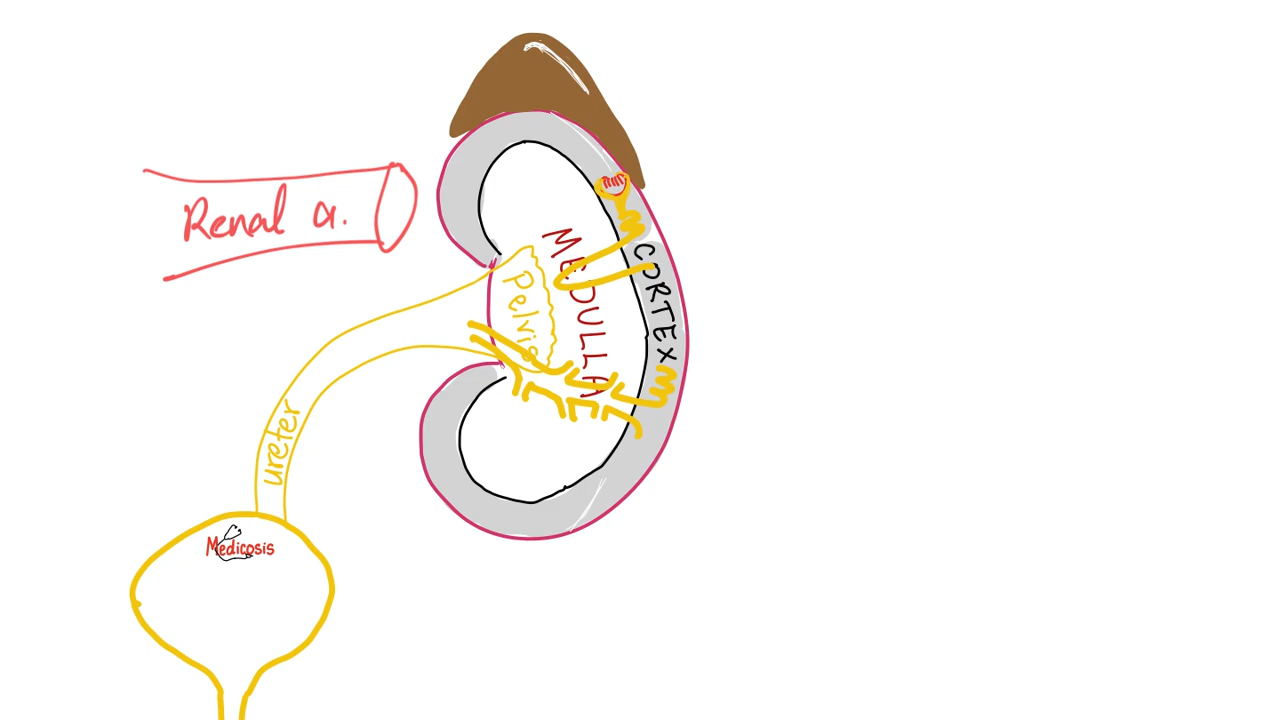 Renal a.
MEDULLA
CORTEX
Pelvis
ureter
Medicosis